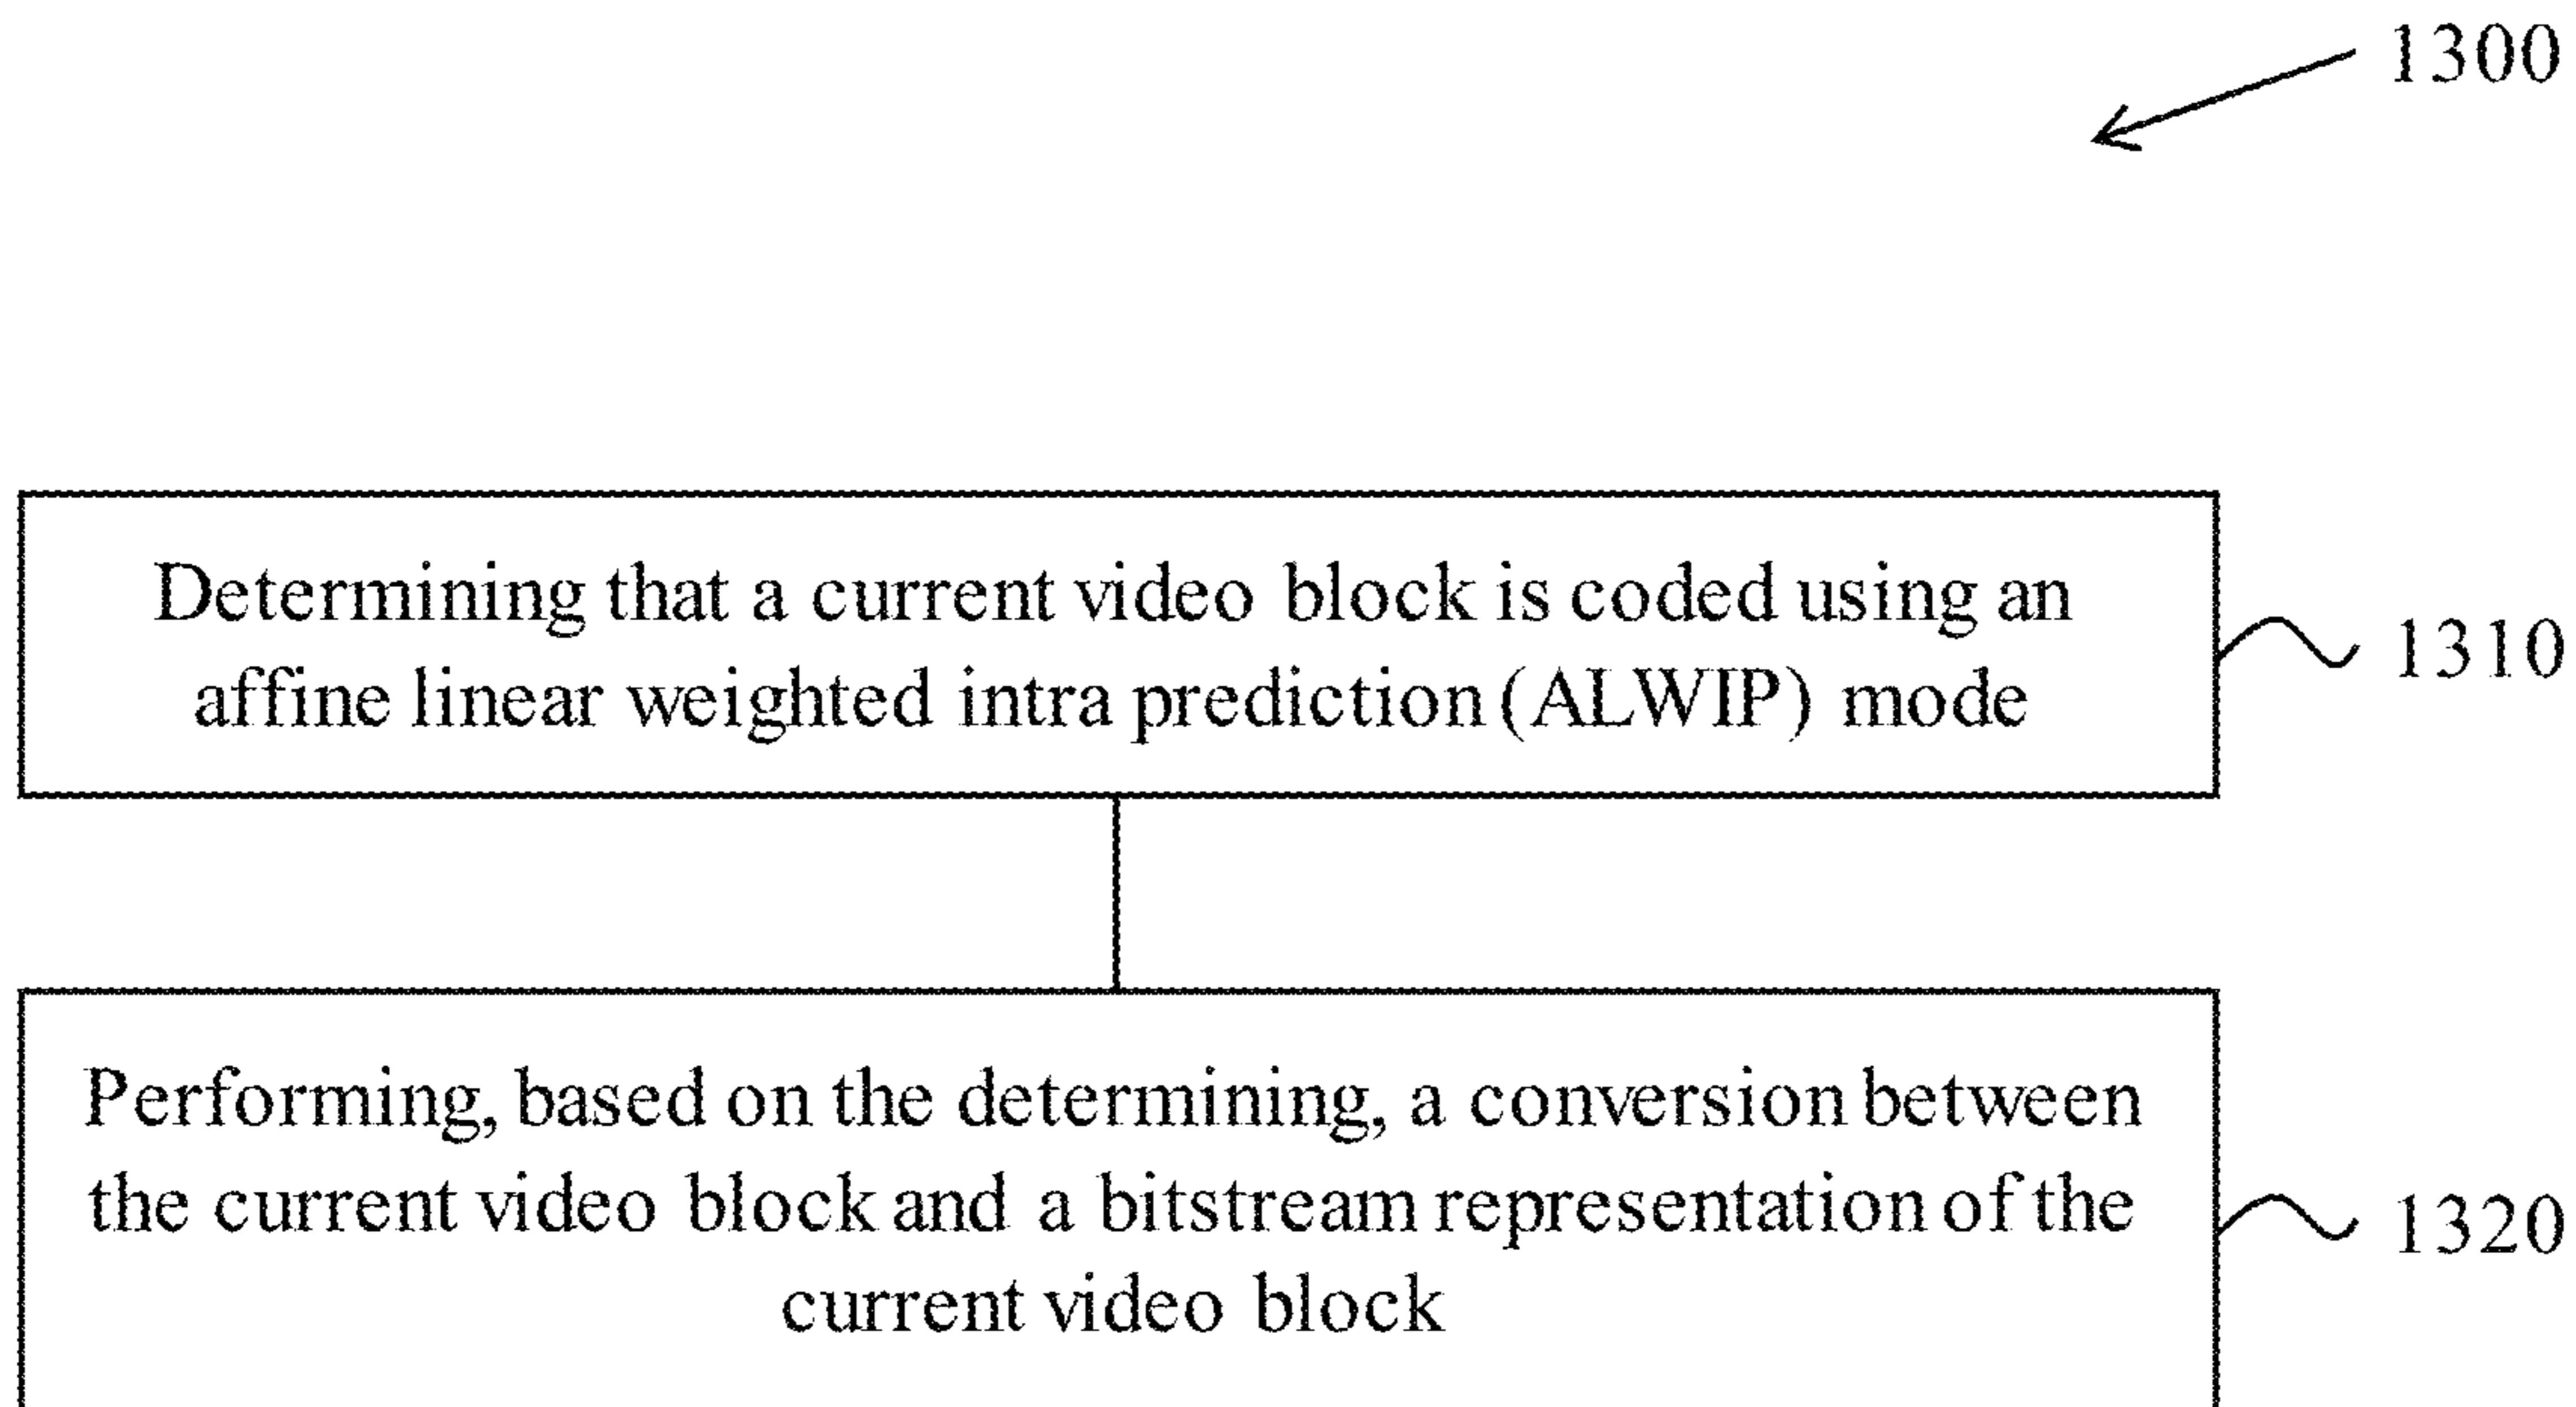 1300
Determining that a current video block is coded using an
affine linear weighted intra prediction (ALWIP) mode
1310
Performing, based on the determining, a conversion between
the current video block and a bitstream representation of the
current video block
1320